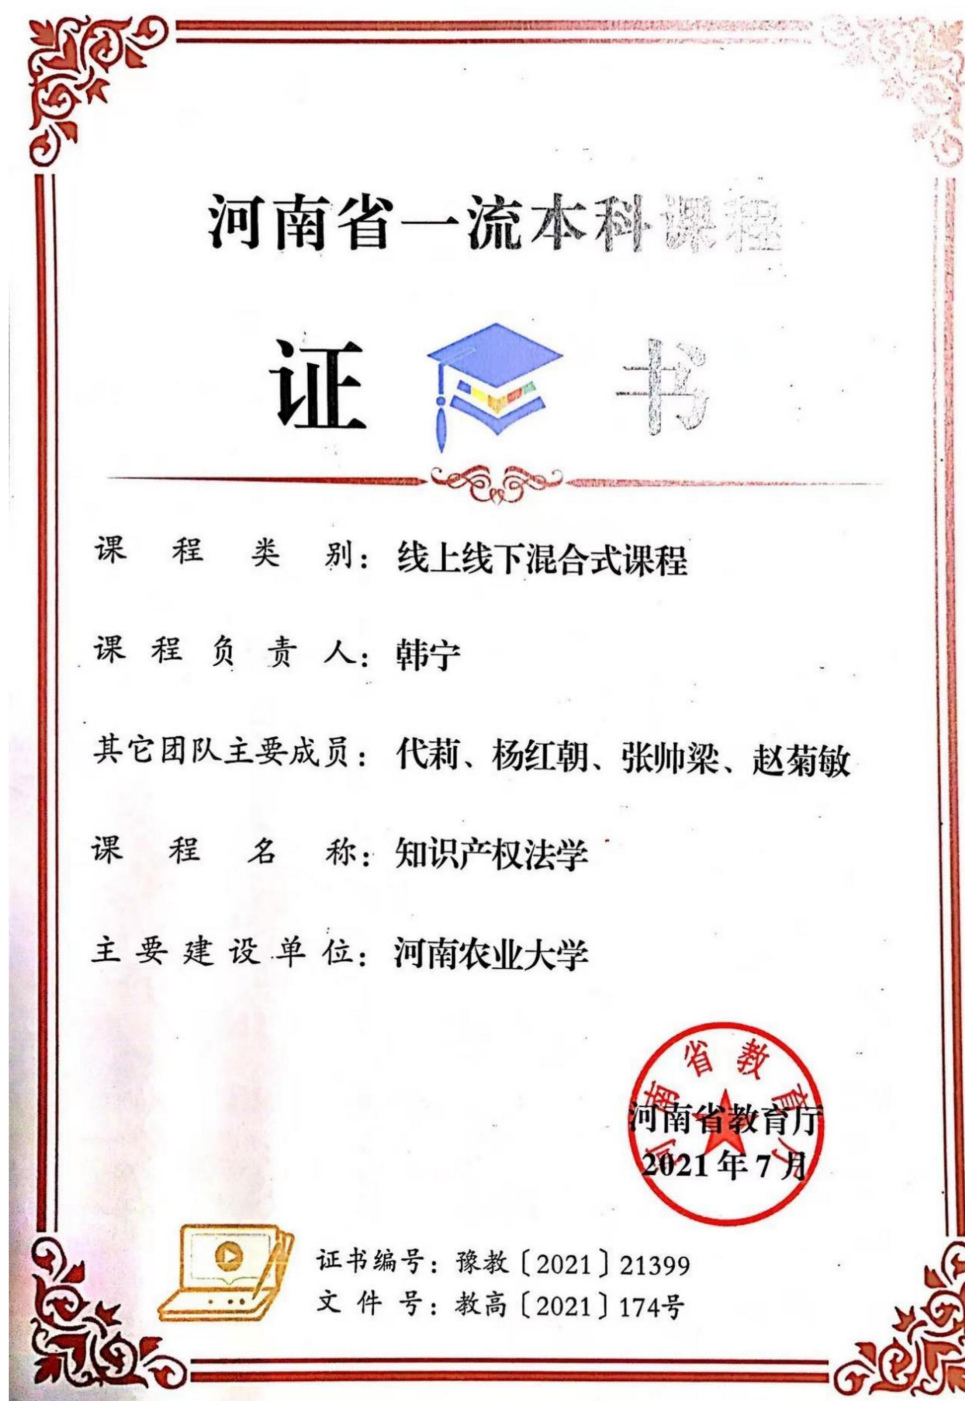 河南省一流本科课程
证书
课程类别：线上线下混合式课程
课程负责人：韩宁
其它团队主要成员：代莉、杨红朝、张帅梁、赵菊敏
课程名称：知识产权法学
主要建设单位：河南农业大学
河南省教育厅
河南省教育厅
2021年7月
证书编号：豫教〔2021〕21399
文件号：教高〔2021〕174号